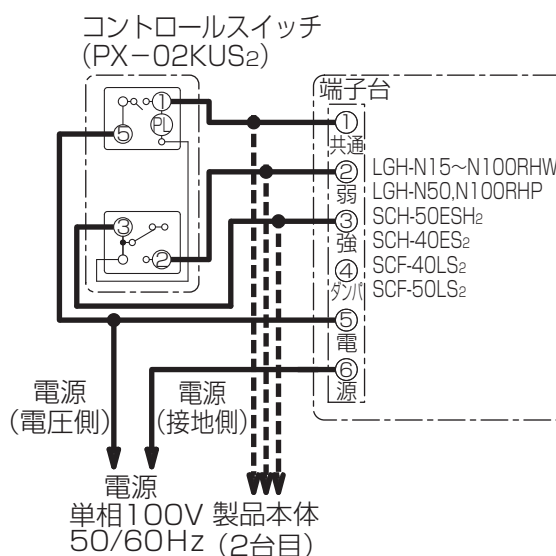 コントロールスイッチ
(PX-02KUS2)
①
PL
⑤
③
②
端子台
①
共通
②
弱
③
強
④
ダンパ
⑤
電
⑥
源
LGH-N15~N100RHW
LGH-N50,N100RHP
SCH-50ESH2
SCH-40ES2
SCF-40LS2
SCF-50LS2
電源
(電圧側)
電源
(接地側)
電源
単相100V
50/60Hz
製品本体
(2台目)